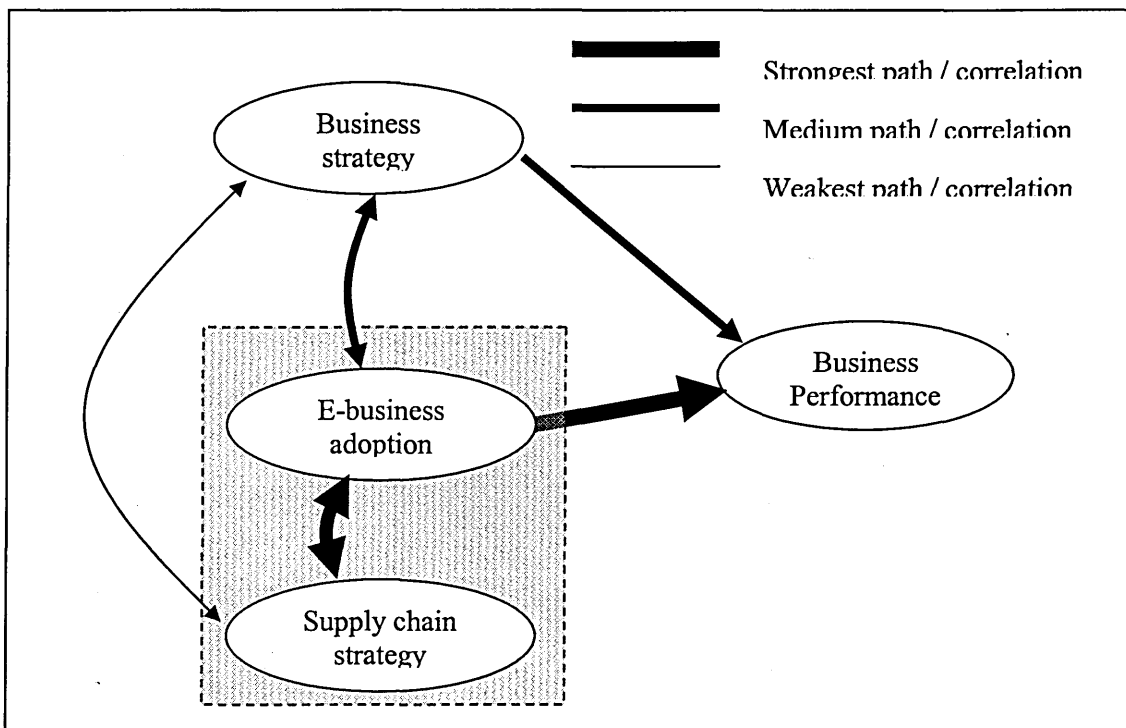 Strongest path / correlation
Business
strategy
Medium path / correlation
Weakest path / correlation
Business
Performance
E-business
adoption
Supply chain
strategy